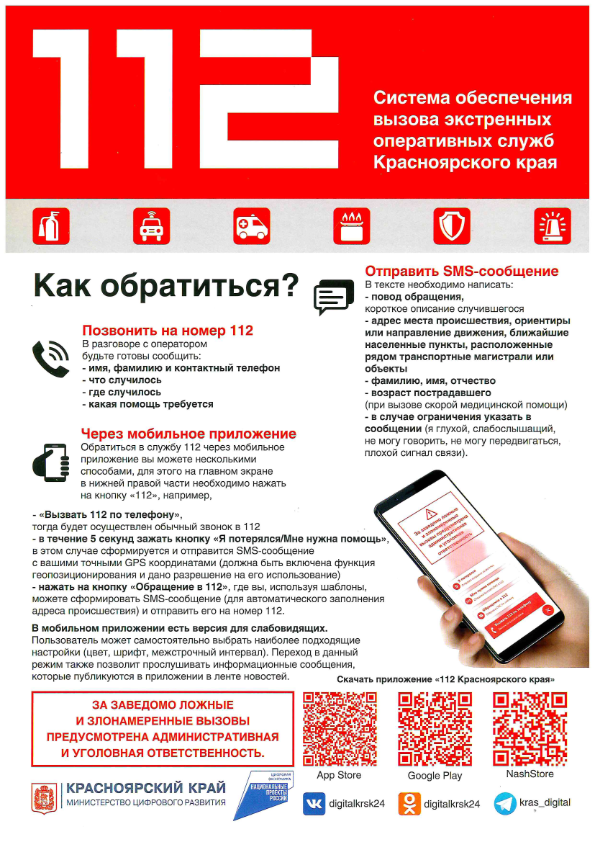 112
Система обеспечения
вызова экстренных
оперативных служб
Красноярского края
Как обратиться?
Позвонить на номер 112
В разговоре с оператором
будьте готовы сообщить:
- имя, фамилию и контактный телефон
- что случилось
- где случилось
- какая помощь требуется
Отправить SMS-сообщение
В тексте необходимо написать:
- повод обращения,
короткое описание случившегося
- адрес места происшествия, ориентиры
или направление движения, ближайшие
населенные пункты, расположенные
рядом транспортные магистрали или
объекты
- фамилию, имя, отчество
- возраст пострадавшего
(при вызове скорой медицинской помощи)
- в случае ограничения указать в
сообщении (я глухой, слабослышащий,
не могу говорить, не могу передвигаться,
плохой сигнал связи).
Через мобильное приложение
Обратиться в службу 112 через мобильное
приложение вы можете несколькими
способами, для этого на главном экране
в нижней правой части необходимо нажать
на кнопку «112», например,
- «Вызвать 112 по телефону»,
тогда будет осуществлен обычный звонок в 112
- в течение 5 секунд зажать кнопку «Я потерялся/Мне нужна помощь»,
в этом случае сформируется и отправится SMS-сообщение
с вашими точными GPS координатами (должна быть включена функция
геопозиционирования и дано разрешение на его использование)
- нажать на кнопку «Обращение в 112», где вы, используя шаблоны,
можете сформировать SMS-сообщение (для автоматического заполнения
адреса происшествия) и отправить его на номер 112.
В мобильном приложении есть версия для слабовидящих.
Пользователь может самостоятельно выбрать наиболее подходящие
настройки (цвет, шрифт, межстрочный интервал). Переход в данный
режим также позволит прослушивать информационные сообщения,
которые публикуются в приложении в ленте новостей.
За заведомо ложные
и злонамеренные
вызовы предусмотрена
административная
и уголовная
ответственность
Скачать приложение «112 Красноярского края»
ЗА ЗАВЕДОМО ЛОЖНЫЕ
И ЗЛОНАМЕРЕННЫЕ ВЫЗОВЫ
ПРЕДУСМОТРЕНА АДМИНИСТРАТИВНАЯ
И УГОЛОВНАЯ ОТВЕТСТВЕННОСТЬ.
App Store
Google Play
NashStore
КРАСНОЯРСКИЙ КРАЙ
МИНИСТЕРСТВО ЦИФРОВОГО РАЗВИТИЯ
ЦИФРОВАЯ
ЭКОНОМИКА
НАЦИОНАЛЬНЫЕ
ПРОЕКТЫ
РОССИИ
digitalkrsk24
digitalkrsk24
kras_digital